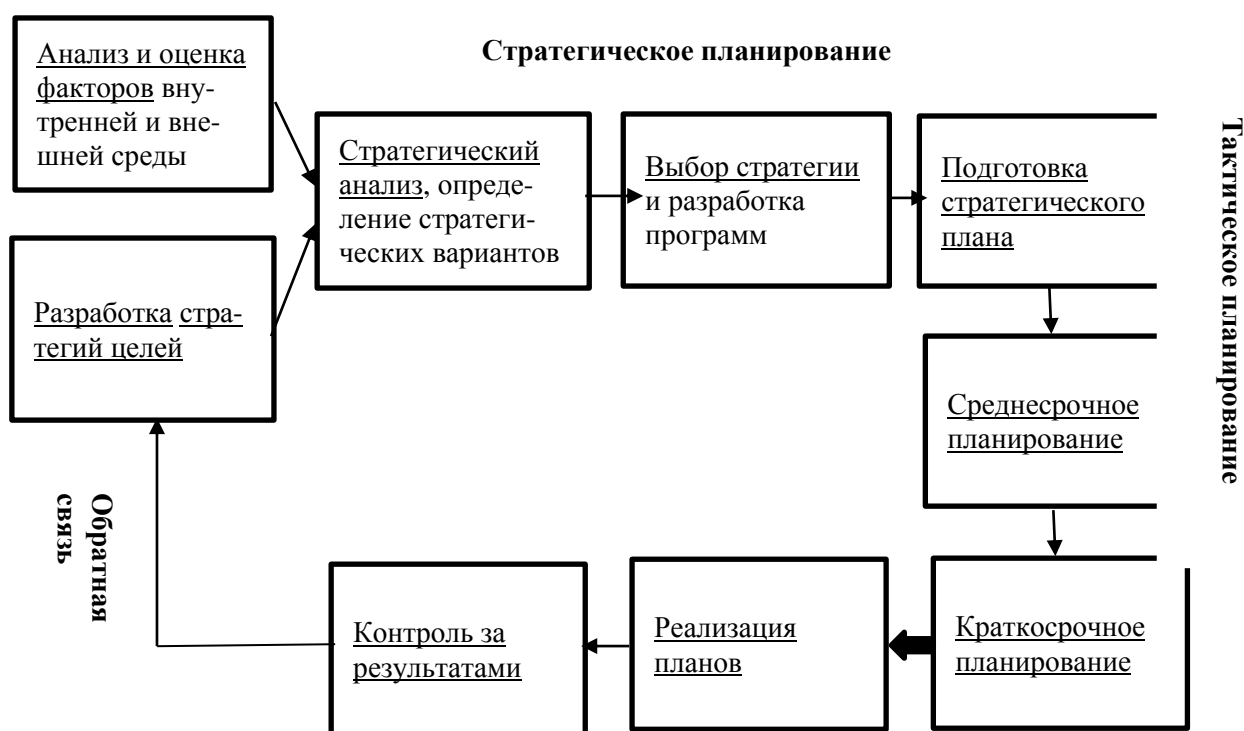 Стратегическое планирование
Анализ и оценка
факторов вну-
тренней и вне-
шней среды
Разработка стра-
тегий целей
Стратегический
анализ, опреде-
ление стратеги-
ческих вариантов
Выбор стратегии
и разработка
программ
Подготовка
стратегического
плана
Тактическое планирование
Среднесрочное
планирование
Краткосрочное
планирование
Реализация
планов
Контроль за
результатами
Обратная
связь